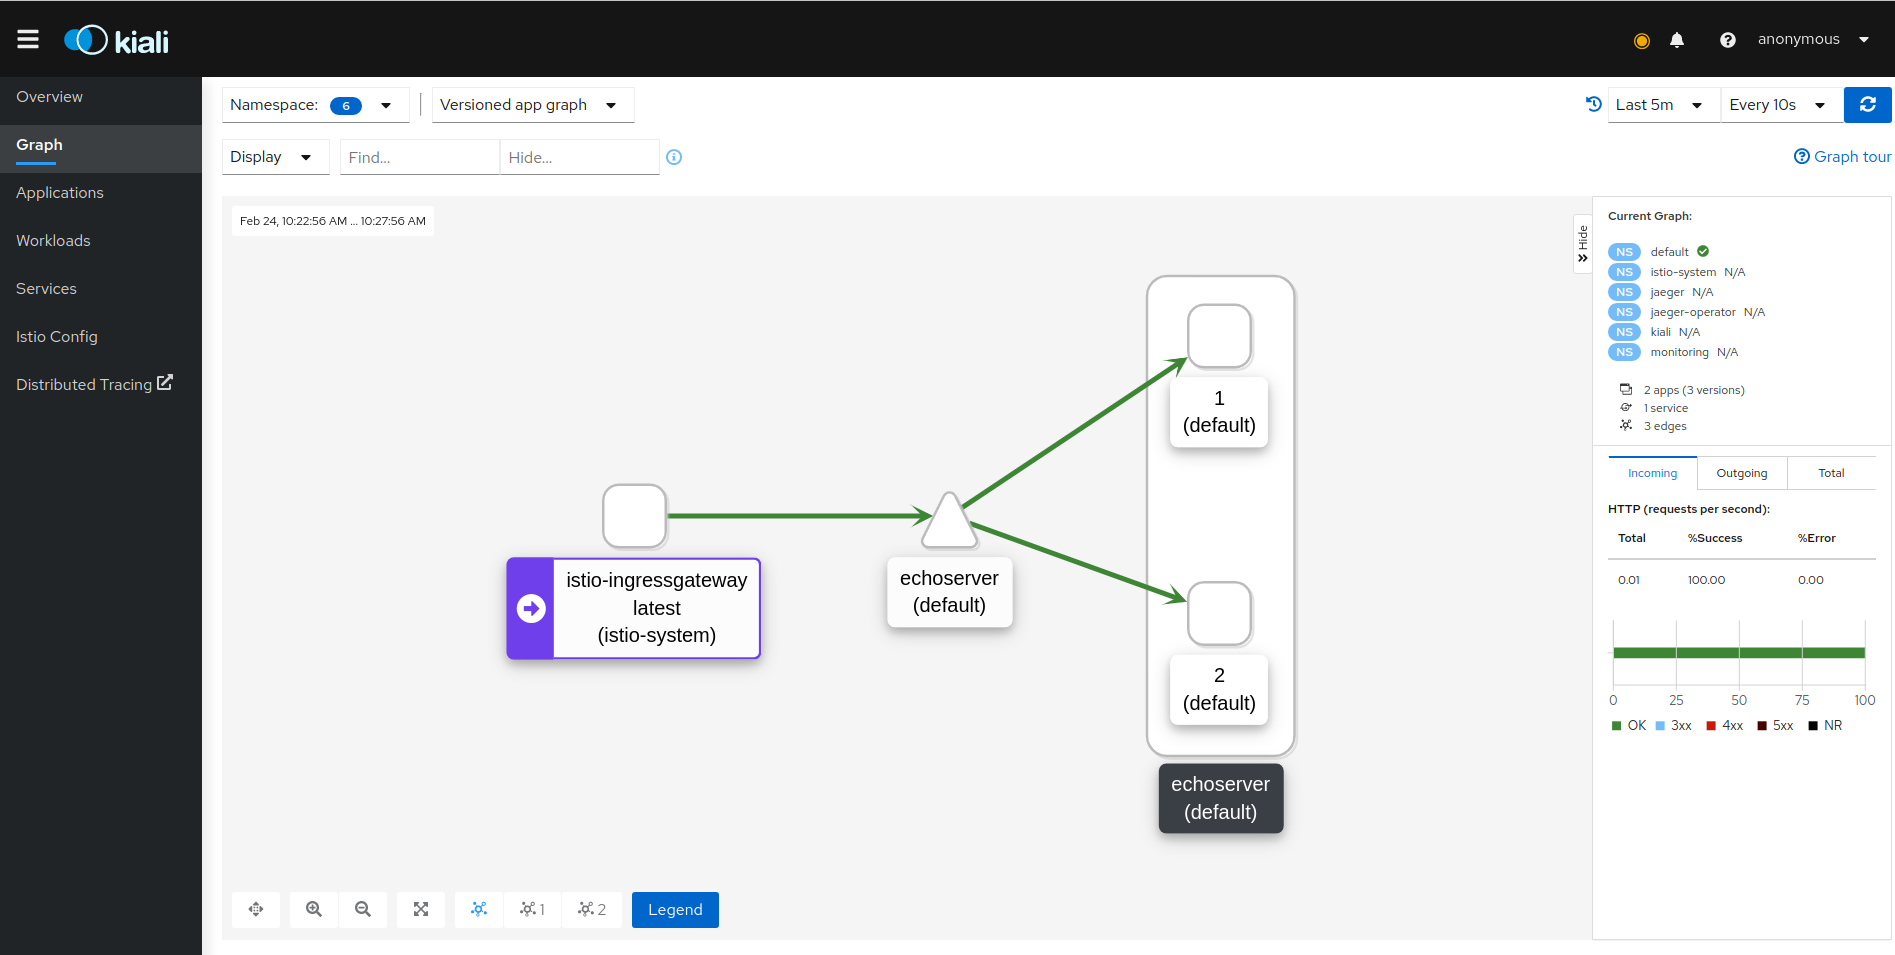 kiali
anonymous
Overview
Graph
Applications
Workloads
Services
Istio Config
Distributed Tracing
Namespace: 6
Versioned app graph
Last 5m
Every 10s
Display
Find...
Hide...
Graph tour
Feb 24, 10:22:56 AM ... 10:27:56 AM
Hide
1
(default)
istio-ingressgateway
latest
(istio-system)
echoserver
(default)
2
(default)
echoserver
(default)
1
2
Legend
Current Graph:
NS default
NS istio-system N/A
NS jaeger N/A
NS jaeger-operator N/A
NS kiali N/A
NS monitoring N/A
2 apps (3 versions)
1 service
3 edges
Incoming Outgoing Total
HTTP (requests per second):
Total %Success %Error
0.01 100.00 0.00
0 25 50 75 100
OK 3xx 4xx 5xx NR